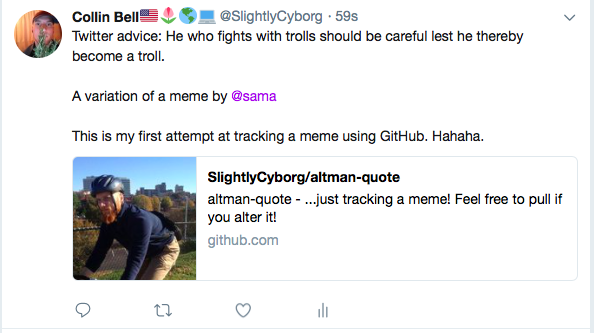 Collin Bell🇺🇸🌷🌎💻 @SlightlyCyborg · 59s
Twitter advice: He who fights with trolls should be careful lest he thereby
become a troll.
A variation of a meme by @sama
This is my first attempt at tracking a meme using GitHub. Hahaha.
SlightlyCyborg/altman-quote
altman-quote - ...just tracking a meme! Feel free to pull if
you alter it!
github.com